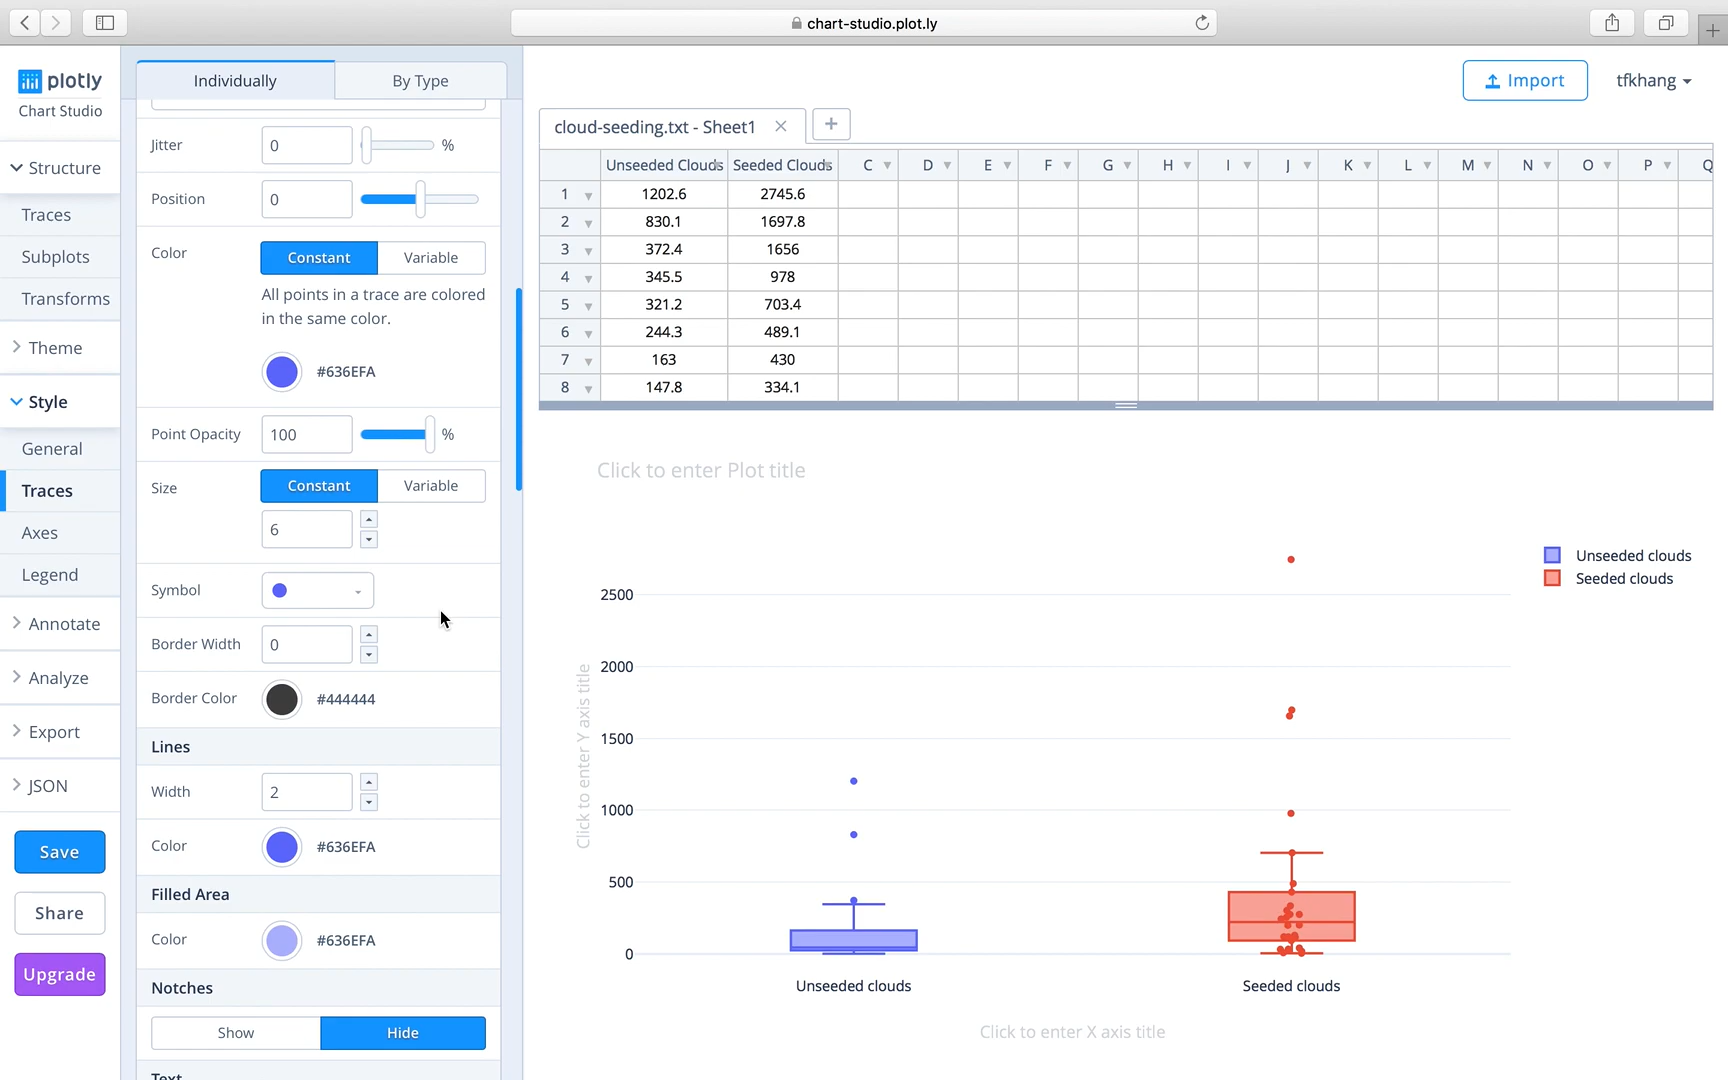 chart-studio.plot.ly
plotly
Chart Studio
Structure
Traces
Subplots
Transforms
Theme
Style
General
Traces
Axes
Legend
Annotate
Analyze
Export
JSON
Save
Share
Upgrade
Individually
By Type
Jitter 0 %
Position 0
Color Constant Variable
All points in a trace are colored
in the same color.
#636EFA
Point Opacity 100 %
Size Constant Variable
6
Symbol
Border Width 0
Border Color #444444
Lines
Width 2
Color #636EFA
Filled Area
Color #636EFA
Notches
Show Hide
Text
Import
tfkhang
cloud-seeding.txt - Sheet1
Unseeded Clouds Seeded Clouds C D E F G H I J K L M N O P Q
1 1202.6 2745.6
2 830.1 1697.8
3 372.4 1656
4 345.5 978
5 321.2 703.4
6 244.3 489.1
7 163 430
8 147.8 334.1
Click to enter Plot title
Unseeded clouds
Seeded clouds
2500
2000
1500
1000
500
0
Click to enter Y axis title
Unseeded clouds Seeded clouds
Click to enter X axis title